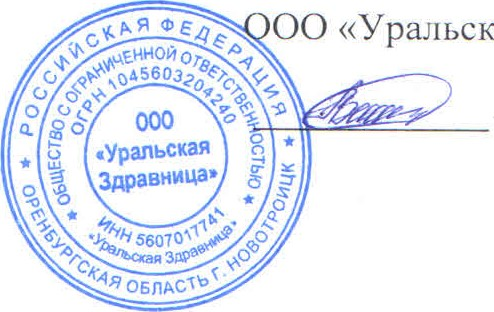 ООО «Уральск
РОССИЙСКАЯ ФЕДЕРАЦИЯ
ОРЕНБУРГСКАЯ ОБЛАСТЬ Г. НОВОТРОИЦК
ОБЩЕСТВО С ОГРАНИЧЕННОЙ ОТВЕТСТВЕННОСТЬЮ
«Уральская Здравница»
ОГРН 1045603204240
ИНН 5607017741
ООО
«Уральская
Здравница»